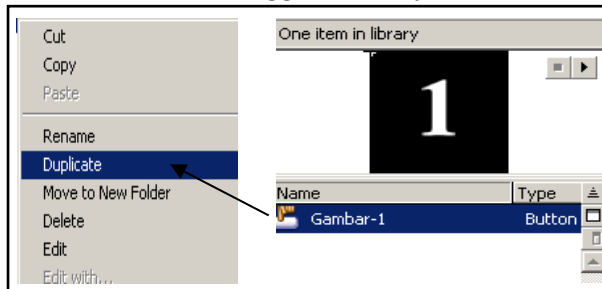 Cut
Copy
Paste
Rename
Duplicate
Move to New Folder
Delete
Edit
Edit with...
One item in library
1
Name Type
Gambar-1 Button